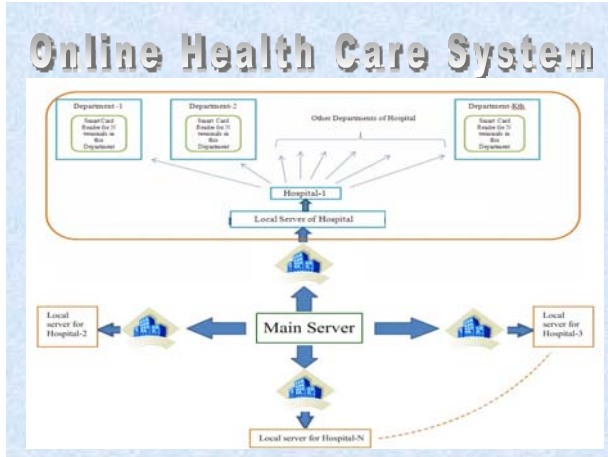 Online Health Care System
Department -1
Smart Card
Reader for N
terminals in
this
Department
Department-2
Smart Card
Reader for N
terminals in
this
Department
Other Departments of Hospital
Department-Kth
Smart Card
Reader for N
terminals in
this
Department
Hospital-1
Local Server of Hospital
Local
server for
Hospital-2
Main Server
Local
server for
Hospital-3
Local server for Hospital-N